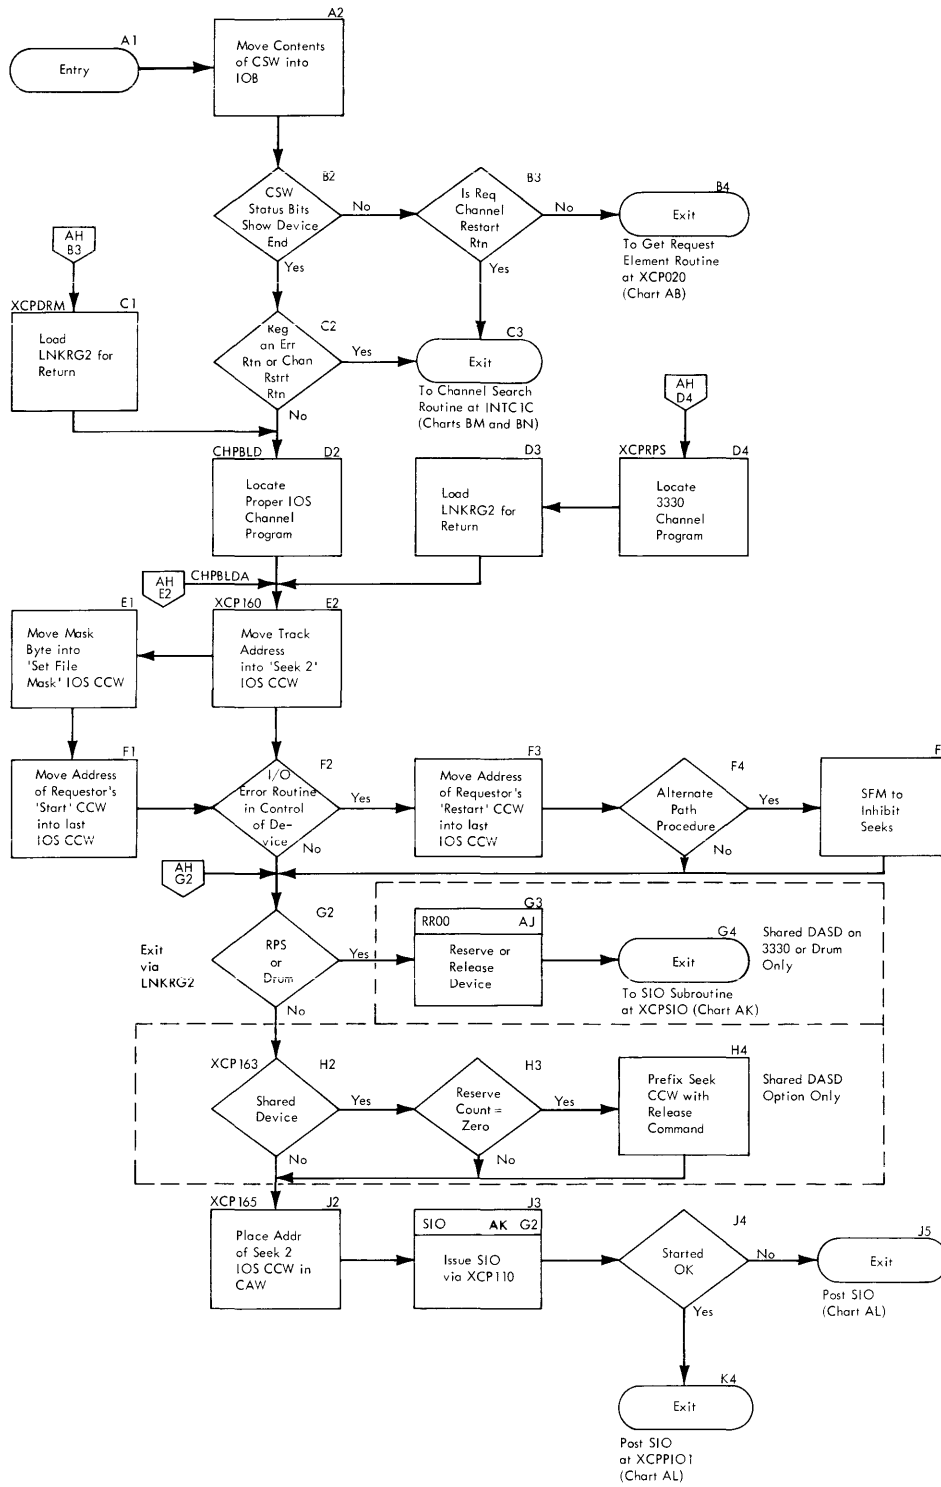 A1
Entry
A2
Move Contents
of CSW into
IOB
B2
CSW
Status Bits
Show Device
End
No
Yes
B3
Is Req
Channel
Restart
Rtn
No
Yes
B4
Exit
To Get Request
Element Routine
at XCP020
(Chart AB)
AH
B3
XCPDRM
C1
Load
LNKRG2 for
Return
C2
Reg
an Err
Rtn or Chan
Rstrt
Rtn
Yes
No
C3
Exit
To Channel Search
Routine at INTC1C
(Charts BM and BN)
AH
D4
CHPBLD
D2
Locate
Proper IOS
Channel
Program
D3
Load
LNKRG2 for
Return
XCPRPS
D4
Locate
3330
Channel
Program
AH
E2
CHPBLDA
E1
Move Mask
Byte into
'Set File
Mask' IOS CCW
XCP160
E2
Move Track
Address
into 'Seek 2'
IOS CCW
F1
Move Address
of Requestor's
'Start' CCW
into last
IOS CCW
F2
I/O
Error Routine
in Control
of De-
vice
Yes
No
F3
Move Address
of Requestor's
'Restart' CCW
into last
IOS CCW
F4
Alternate
Path
Procedure
Yes
No
F
SFM to
Inhibit
Seeks
AH
G2
Exit
via
LNKRG2
G2
RPS
or
Drum
Yes
No
G3
RR00 AJ
Reserve or
Release
Device
G4
Exit
To SIO Subroutine
at XCPSIO (Chart AK)
Shared DASD on
3330 or Drum
Only
XCP163
H2
Shared
Device
Yes
No
H3
Reserve
Count =
Zero
Yes
No
H4
Prefix Seek
CCW with
Release
Command
Shared DASD
Option Only
XCP165
J2
Place Addr
of Seek 2
IOS CCW in
CAW
J3
SIO AK G2
Issue SIO
via XCP110
J4
Started
OK
No
Yes
J5
Exit
Post SIO
(Chart AL)
K4
Exit
Post SIO
at XCPPIO1
(Chart AL)